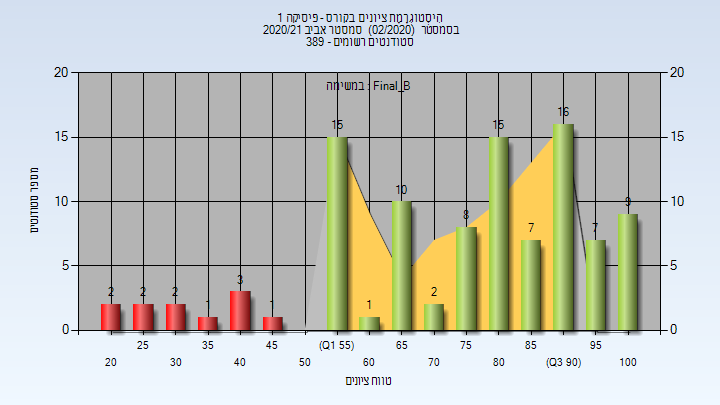 היסטוגרמת ציונים בקורס - פיסיקה 1
בסמסטר (02/2020) סמסטר אביב 2020/21
סטודנטים רשומים - 389
במשימה : Final_B
מספר סטודנטים
20 20
15 15
10 10
5 5
0 0
2 2 2 1 3 1 15 1 10 2 8 15 7 16 7 9
25 35 45 (Q1 55) 65 75 85 95
20 30 40 50 60 70 80 (Q3 90) 100
טווח ציונים